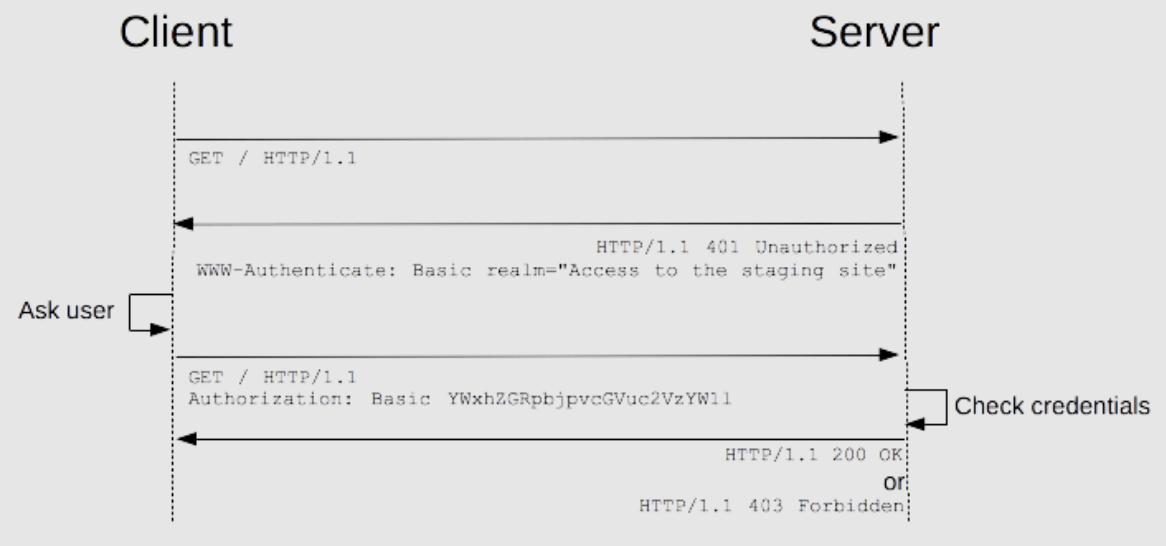 Client
Server
GET / HTTP/1.1
HTTP/1.1 401 Unauthorized
WWW-Authenticate: Basic realm="Access to the staging site"
Ask user
GET / HTTP/1.1
Authorization: Basic YWxhZGRpbjpvcGVuc2VzYW1l
Check credentials
HTTP/1.1 200 OK
or
HTTP/1.1 403 Forbidden